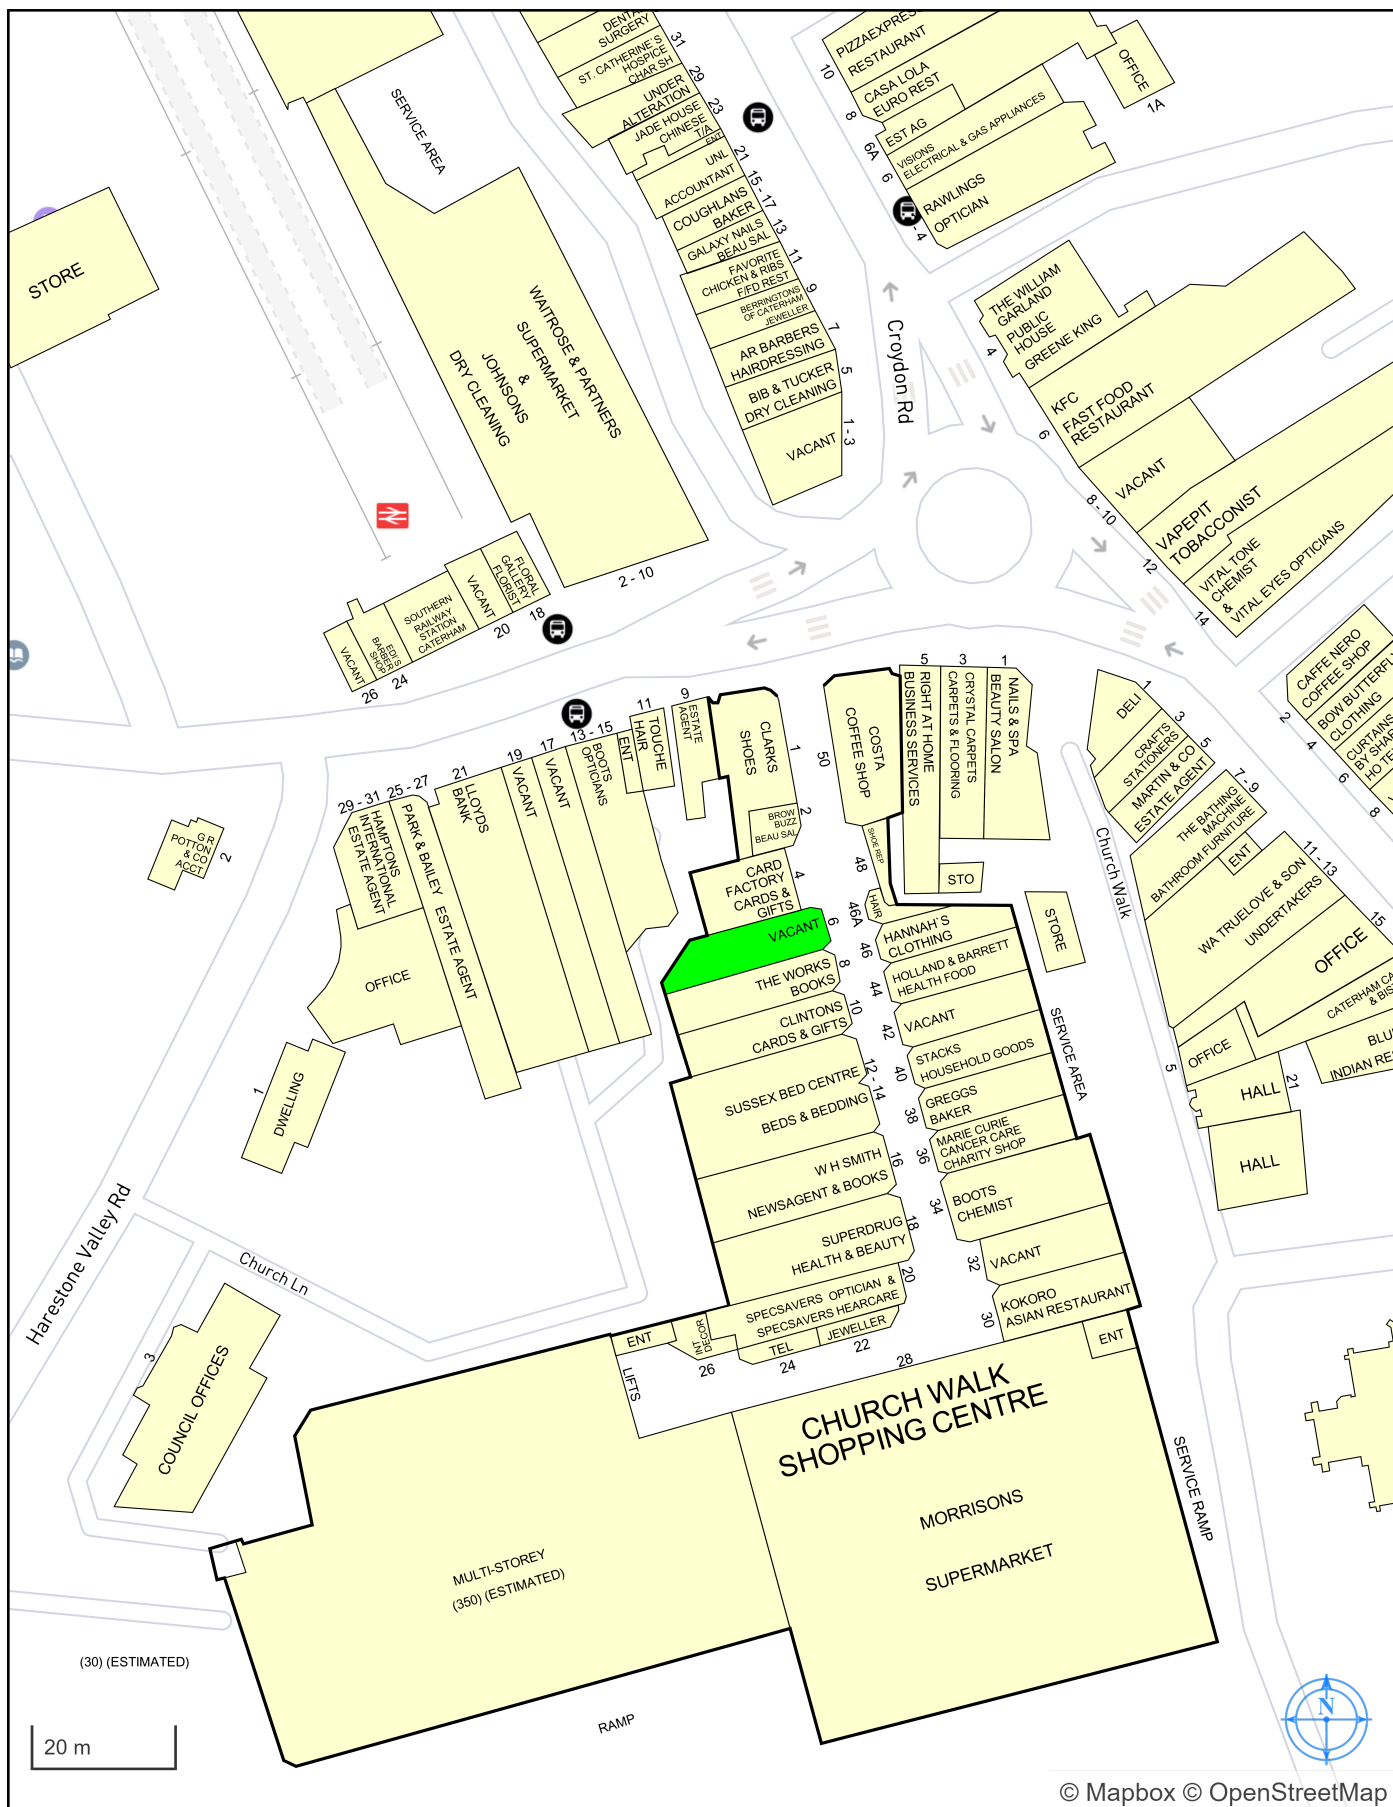 DENTAL
SURGERY
31
ST. CATHERINE'S
HOSPICE
CHAR SH
29
UNDER
ALTERATION
23
JADE HOUSE
CHINESE
T/A
ENT
21
UNL
ACCOUNTANT
15 - 17
COUGHLANS
BAKER
13
GALAXY NAILS
BEAU SAL
11
FAVORITE
CHICKEN & RIBS
F/FD REST
9
BERRINGTONS
OF CATERHAM
JEWELLER
7
AR BARBERS
HAIRDRESSING
5
BIB & TUCKER
DRY CLEANING
1 - 3
VACANT
PIZZAEXPRESS
RESTAURANT
10
CASA LOLA
EURO REST
8
EST AG
6A
VISIONS
ELECTRICAL & GAS APPLIANCES
6
RAWLINGS
OPTICIAN
- 4
OFFICE
1A
SERVICE AREA
STORE
WAITROSE & PARTNERS
SUPERMARKET
&
JOHNSONS
DRY CLEANING
2 - 10
Croydon Rd
THE WILLIAM
GARLAND
PUBLIC
HOUSE
GREENE KING
4
KFC
FAST FOOD
RESTAURANT
6
VACANT
8 - 10
VAPEPIT
TOBACCONIST
12
VITAL TONE
CHEMIST
&
VITAL EYES OPTICIANS
14
FLORAL
GALLERY
FLORIST
18
VACANT
20
SOUTHERN
RAILWAY
STATION
CATERHAM
EDI'S
BARBER
SHOP
24
VACANT
26
CAFFE NERO
COFFEE SHOP
2
BOW BUTTERFLY
CLOTHING
4
CURTAINS
BY SHAR
6
HO TE
8
29 - 31
HAMPTONS
INTERNATIONAL
ESTATE AGENT
25 - 27
PARK & BAILEY ESTATE AGENT
21
LLOYDS
BANK
19
VACANT
17
VACANT
13 - 15
BOOTS
OPTICIANS
ENT
11
TOUCHE
HAIR
9
ESTATE
AGENT
CLARKS
SHOES
1
BROW
BUZZ
BEAU SAL
2
CARD
FACTORY
CARDS &
GIFTS
4
VACANT
6
THE WORKS
BOOKS
8
CLINTONS
CARDS & GIFTS
10
SUSSEX BED CENTRE
BEDS & BEDDING
12 - 14
W H SMITH
NEWSAGENT & BOOKS
16
SUPERDRUG
HEALTH & BEAUTY
18
SPECSAVERS OPTICIAN &
SPECSAVERS HEARCARE
20
JEWELLER
22
TEL
24
INT
DECOR
26
ENT
LIFTS
28
COSTA
COFFEE SHOP
50
SHOE REP
48
HAIR
46A
HANNAH'S
CLOTHING
46
HOLLAND & BARRETT
HEALTH FOOD
44
VACANT
42
STACKS
HOUSEHOLD GOODS
40
GREGGS
BAKER
38
MARIE CURIE
CANCER CARE
CHARITY SHOP
36
BOOTS
CHEMIST
34
VACANT
32
KOKORO
ASIAN RESTAURANT
30
ENT
5
RIGHT AT HOME
BUSINESS SERVICES
3
CRYSTAL CARPETS
CARPETS & FLOORING
1
NAILS & SPA
BEAUTY SALON
STO
STORE
SERVICE AREA
Church Walk
DELI
1
CRAFTS
STATIONERS
3
MARTIN & CO
ESTATE AGENT
5
THE BATHING
MACHINE
BATHROOM FURNITURE
7 - 9
ENT
WA TRUELOVE & SON
UNDERTAKERS
11 - 13
OFFICE
15
CATERHAM CA
& BIS
BLU
INDIAN RE
OFFICE
5
HALL
21
HALL
G R
POTTON
& CO
ACCT
2
OFFICE
DWELLING
1
Harestone Valley Rd
Church Ln
COUNCIL OFFICES
3
CHURCH WALK
SHOPPING CENTRE
MORRISONS
SUPERMARKET
SERVICE RAMP
MULTI-STOREY
(350) (ESTIMATED)
(30) (ESTIMATED)
RAMP
20 m
N
© Mapbox © OpenStreetMap